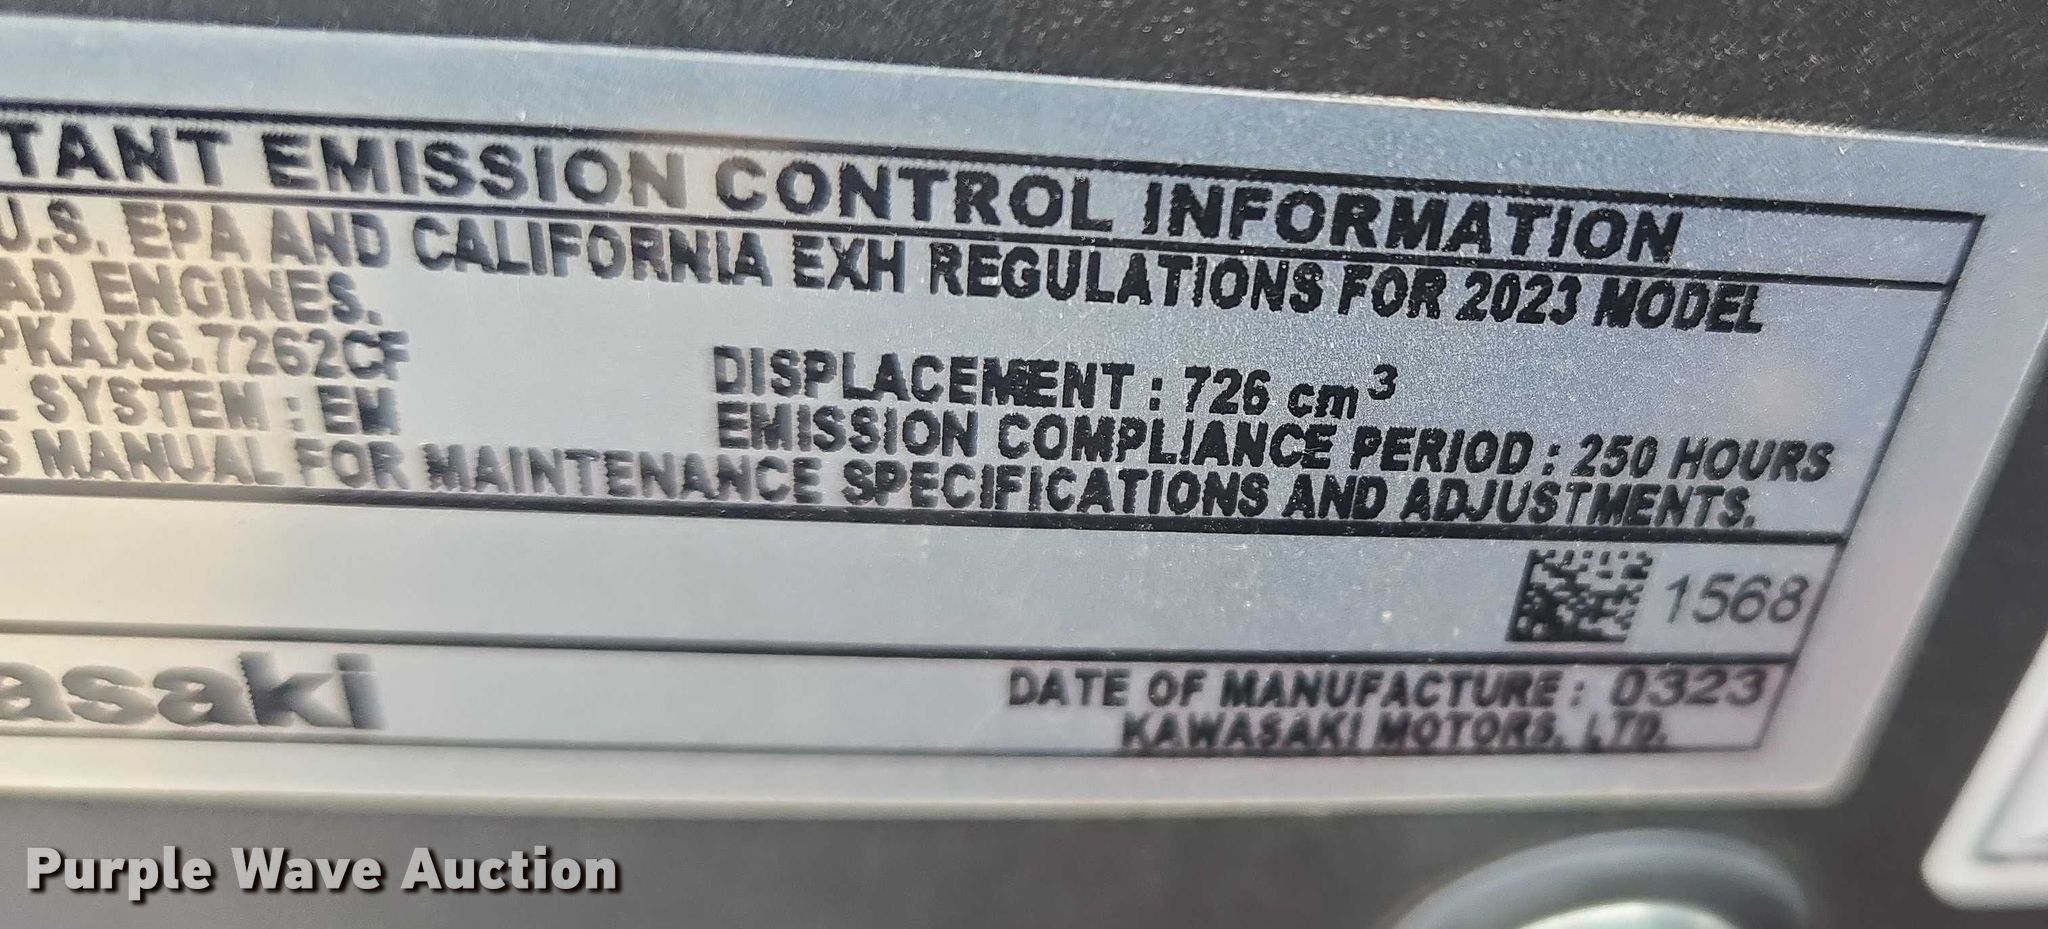 TANT EMISSION CONTROL INFORMATION
U.S. EPA AND CALIFORNIA EXH REGULATIONS FOR 2023 MODEL
AD ENGINES.
PKAXS.7262CF
DISPLACEMENT : 726 cm³
L SYSTEM : EM
EMISSION COMPLIANCE PERIOD : 250 HOURS
S MANUAL FOR MAINTENANCE SPECIFICATIONS AND ADJUSTMENTS.
1568
asaki
DATE OF MANUFACTURE : 0323
KAWASAKI MOTORS, LTD.
Purple Wave Auction